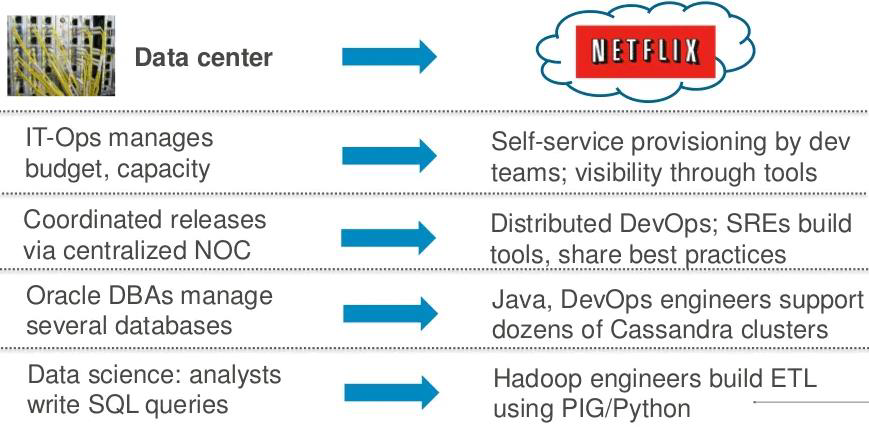 Data center
NETFLIX
IT-Ops manages
budget, capacity
Self-service provisioning by dev
teams; visibility through tools
Coordinated releases
via centralized NOC
Distributed DevOps; SREs build
tools, share best practices
Oracle DBAs manage
several databases
Java, DevOps engineers support
dozens of Cassandra clusters
Data science: analysts
write SQL queries
Hadoop engineers build ETL
using PIG/Python